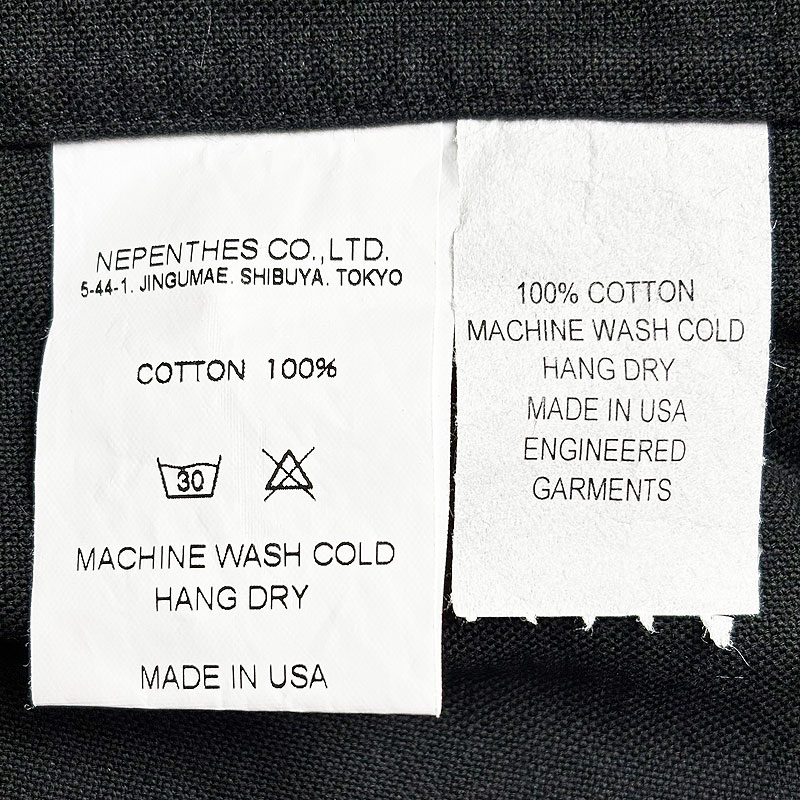 NEPENTHES CO.,LTD.
5-44-1. JINGUMAE. SHIBUYA. TOKYO
COTTON 100%
30
MACHINE WASH COLD
HANG DRY
MADE IN USA
100% COTTON
MACHINE WASH COLD
HANG DRY
MADE IN USA
ENGINEERED
GARMENTS